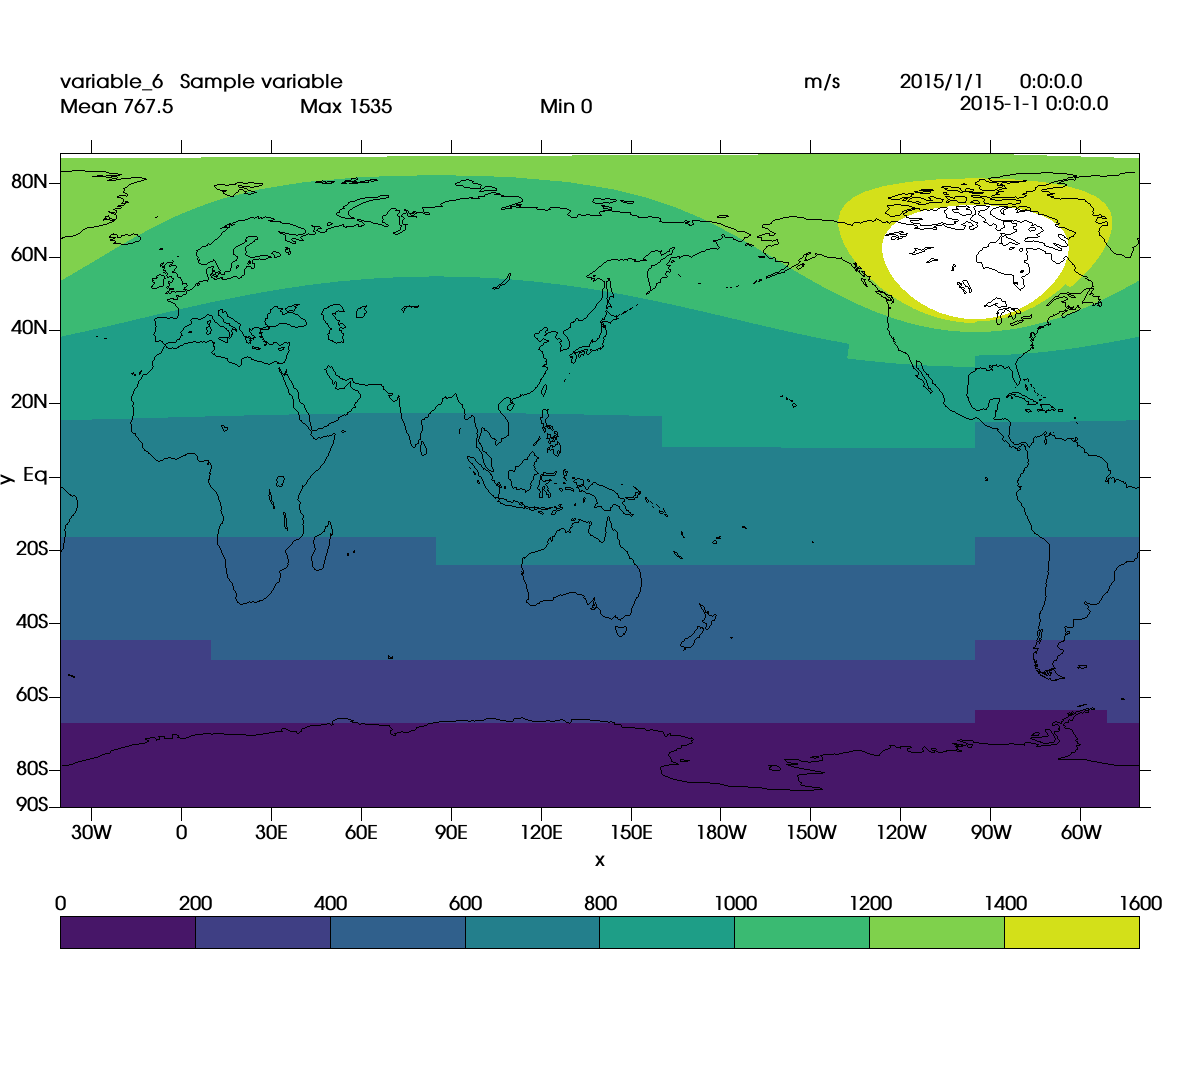 variable_6 Sample variable m/s 2015/1/1 0:0:0.0
Mean 767.5 Max 1535 Min 0 2015-1-1 0:0:0.0
80N
60N
40N
20N
Eq
y
20S
40S
60S
80S
90S
30W 0 30E 60E 90E 120E 150E 180W 150W 120W 90W 60W
x
0 200 400 600 800 1000 1200 1400 1600